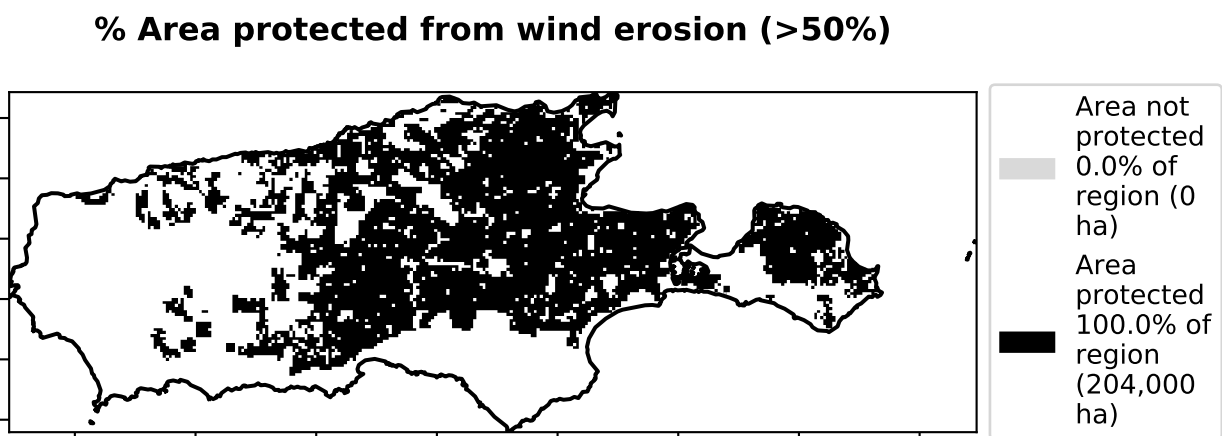 % Area protected from wind erosion (>50%)
Area not
protected
0.0% of
region (0
ha)
Area
protected
100.0% of
region
(204,000
ha)